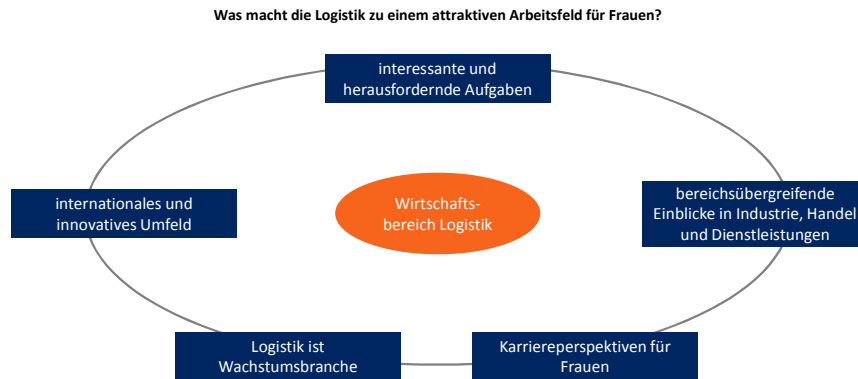 Was macht die Logistik zu einem attraktiven Arbeitsfeld für Frauen?
interessante und
herausfordernde Aufgaben
internationales und
innovatives Umfeld
Wirtschafts-
bereich Logistik
bereichsübergreifende
Einblicke in Industrie, Handel
und Dienstleistungen
Logistik ist
Wachstumsbranche
Karriereperspektiven für
Frauen